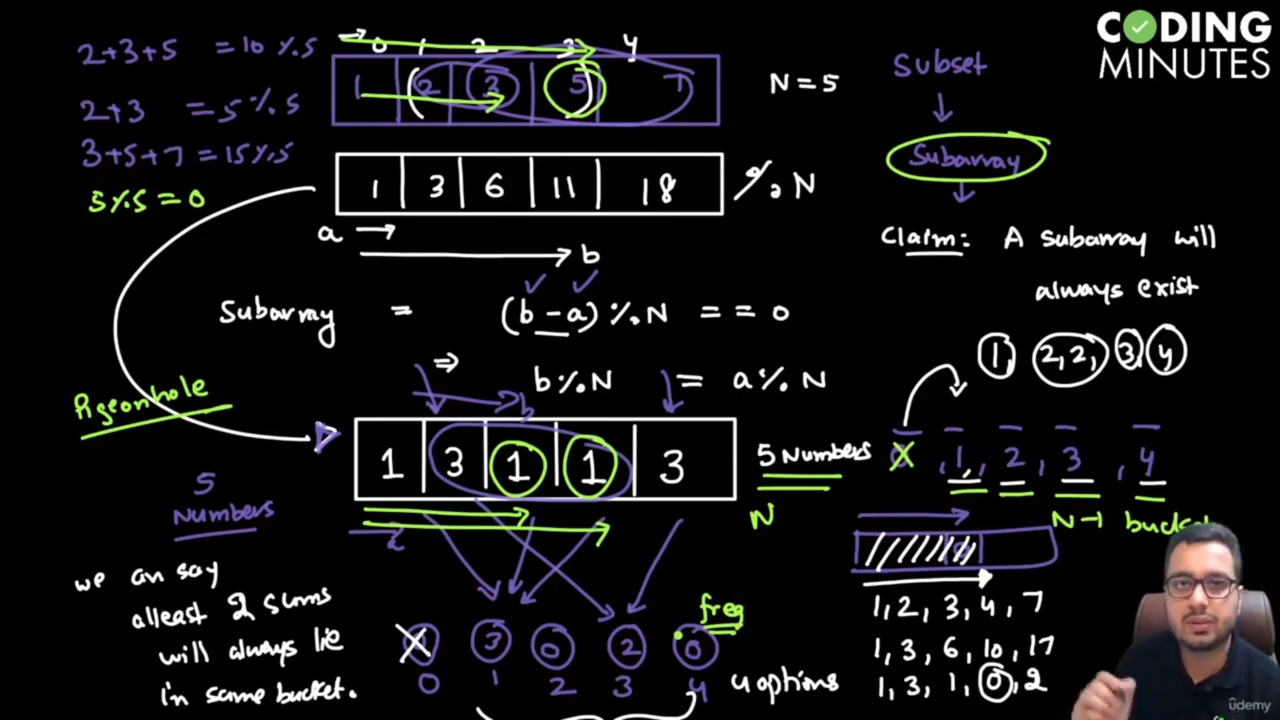 CODING
MINUTES
2+3+5 = 10 %5
2+3 = 5 % 5
3+5+7 = 15 % 5
3 % 5 = 0
0 1 2 3 4
1 2 3 5 7
N = 5
1 3 6 11 18 % N
a
b
Subarray = (b - a) % N == 0
⇒ b % N = a % N
b
Pigeonhole
1 3 1 1 3
5 Numbers
N
5
Numbers
we an say
atleast 2 sums
will always lie
in same bucket.
freq
3 0 2 0
0 1 2 3 4
4 options
Subset
Subarray
Claim: A subarray will
always exist
1, 2, 2, 3, 4
, 1, 2, 3, 4
N-1
1, 2, 3, 4, 7
1, 3, 6, 10, 17
1, 3, 1, 0, 2
ûdemy